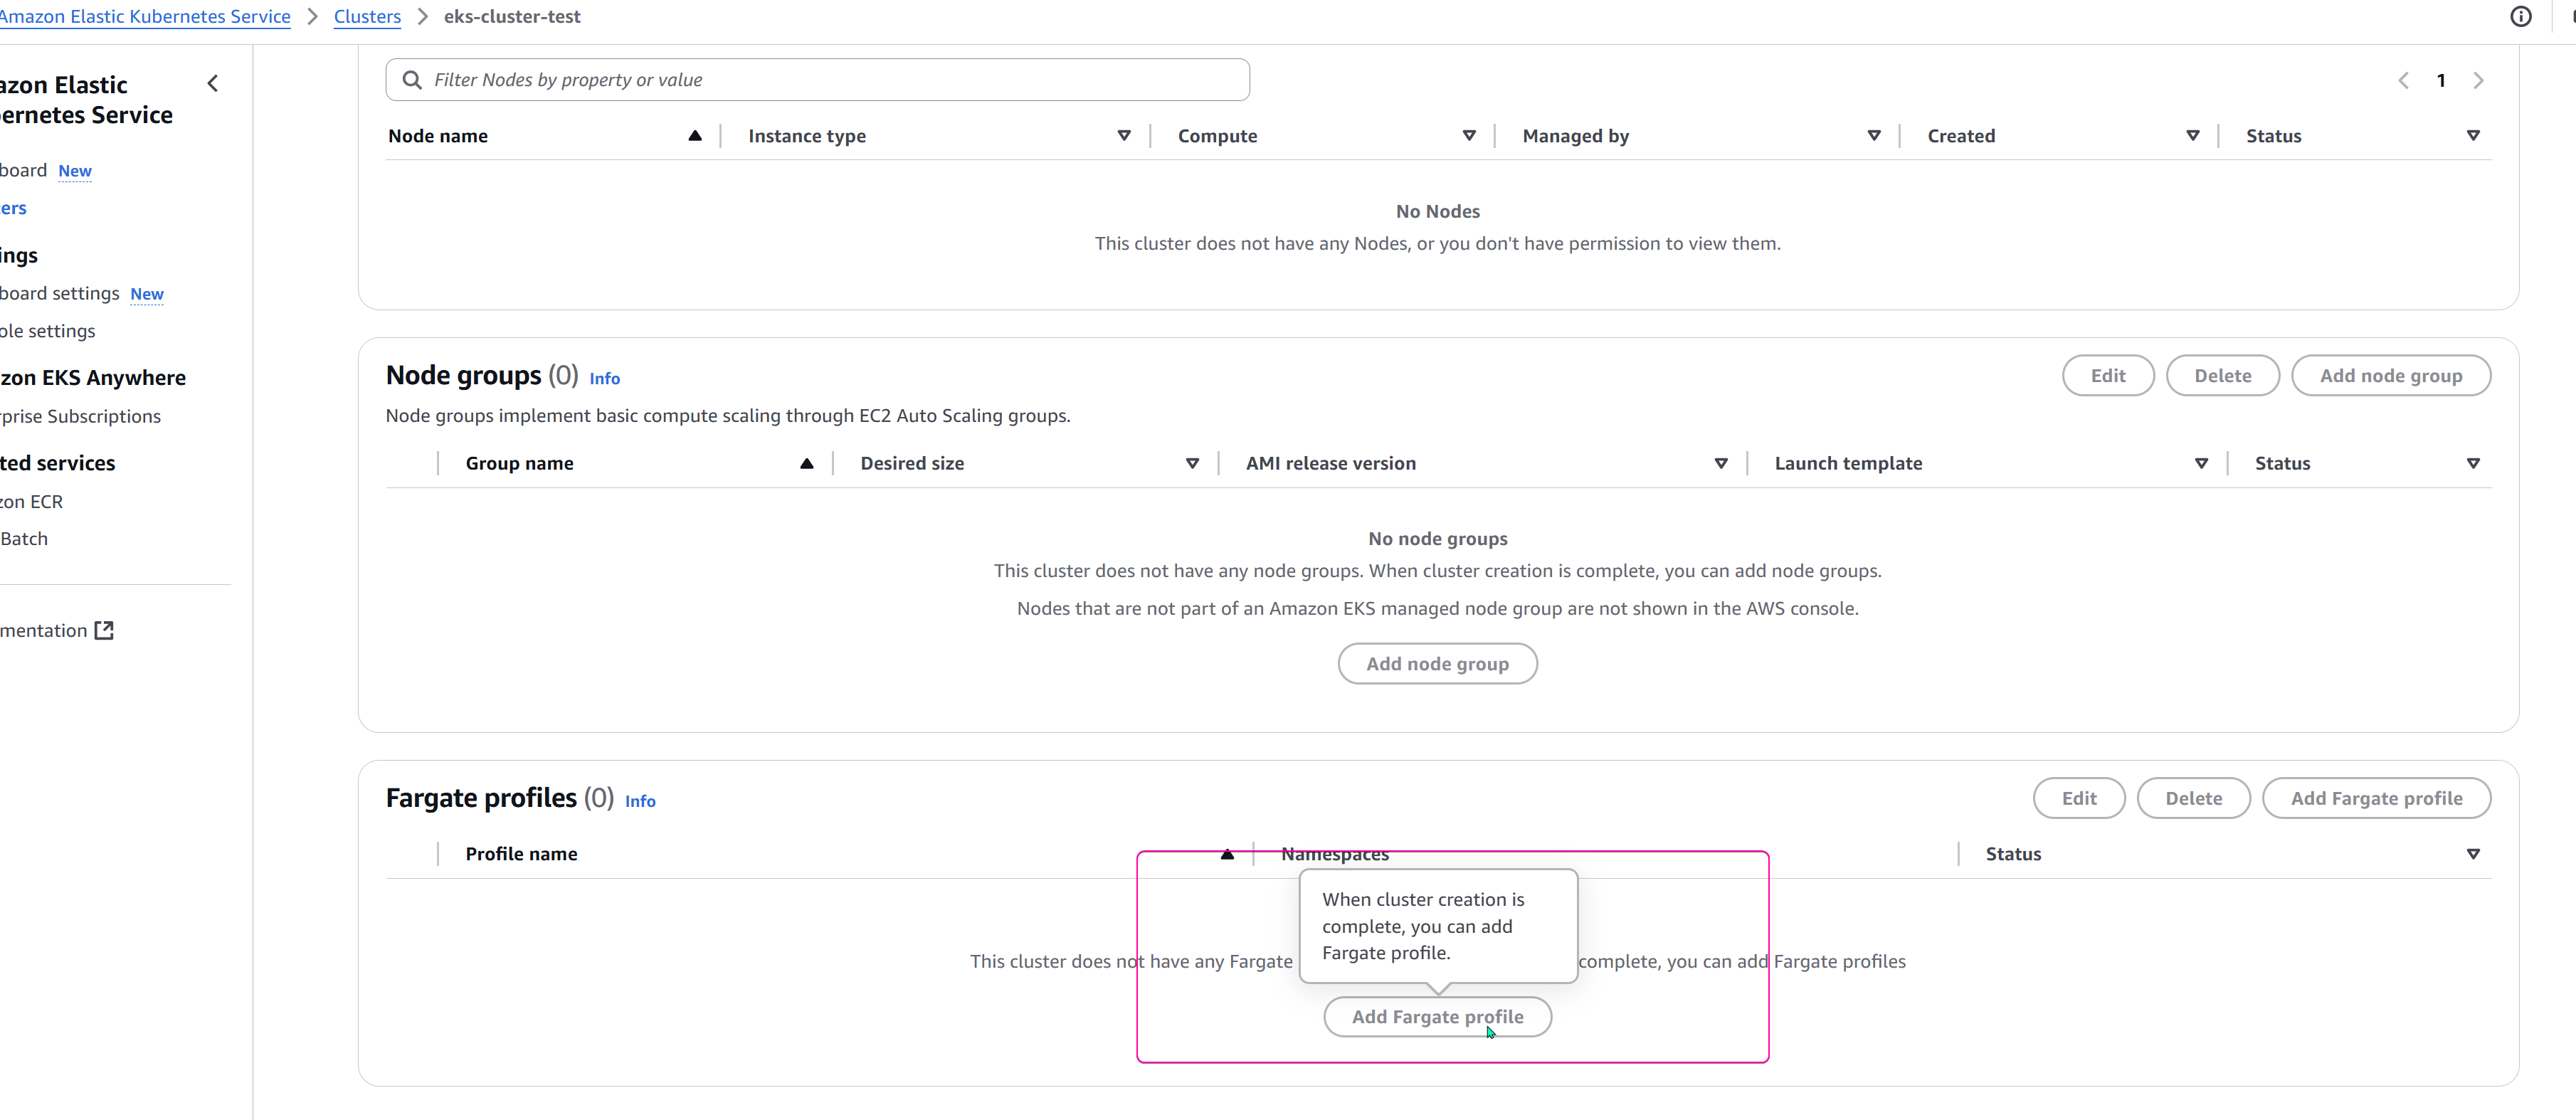 Amazon Elastic Kubernetes Service > Clusters > eks-cluster-test
azon Elastic
ernetes Service
board New
ers
ings
board settings New
ole settings
zon EKS Anywhere
rprise Subscriptions
ted services
zon ECR
Batch
mentation
Filter Nodes by property or value
1
Node name Instance type Compute Managed by Created Status
No Nodes
This cluster does not have any Nodes, or you don't have permission to view them.
Node groups (0) Info
Edit Delete Add node group
Node groups implement basic compute scaling through EC2 Auto Scaling groups.
Group name Desired size AMI release version Launch template Status
No node groups
This cluster does not have any node groups. When cluster creation is complete, you can add node groups.
Nodes that are not part of an Amazon EKS managed node group are not shown in the AWS console.
Add node group
Fargate profiles (0) Info
Edit Delete Add Fargate profile
Profile name Namespaces Status
When cluster creation is
complete, you can add
Fargate profile.
This cluster does not have any Fargate complete, you can add Fargate profiles
Add Fargate profile